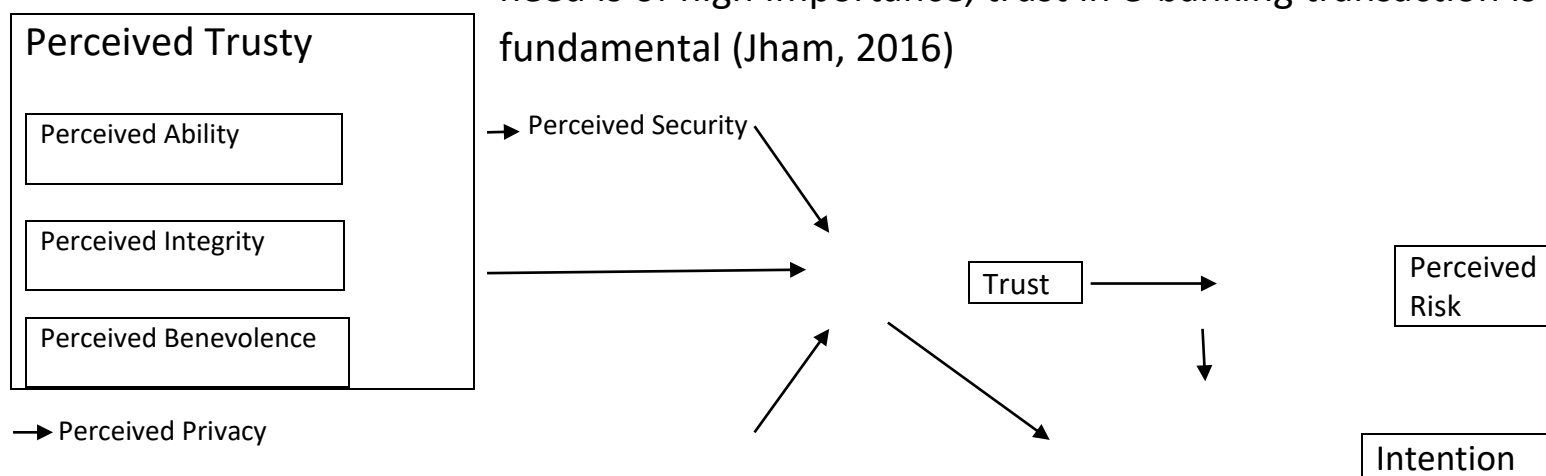 need is of high importance, trust in e-banking transaction is
fundamental (Jham, 2016)
Perceived Trusty
Perceived Ability
Perceived Security
Perceived Integrity
Trust
Perceived
Risk
Perceived Benevolence
Perceived Privacy
Intention